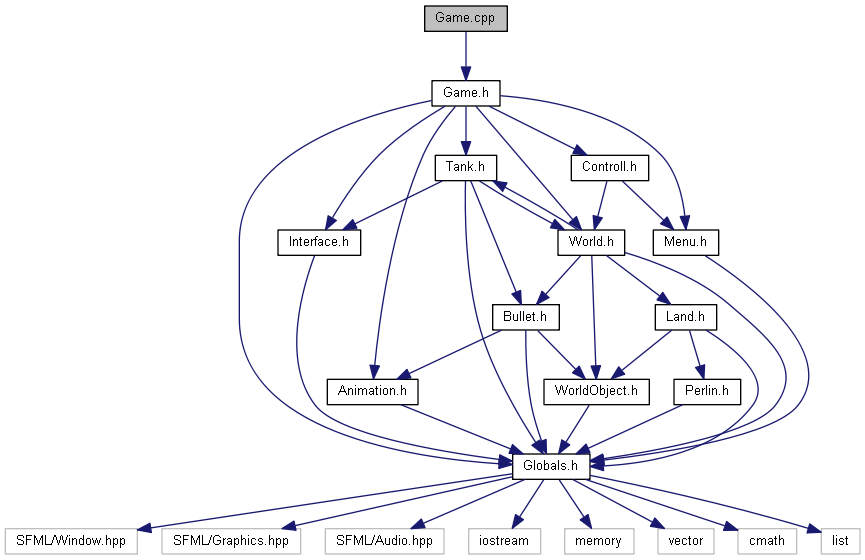 Game.cpp
Game.h
Tank.h
Controll.h
Interface.h
World.h
Menu.h
Bullet.h
Land.h
Animation.h
WorldObject.h
Perlin.h
Globals.h
SFML/Window.hpp
SFML/Graphics.hpp
SFML/Audio.hpp
iostream
memory
vector
cmath
list